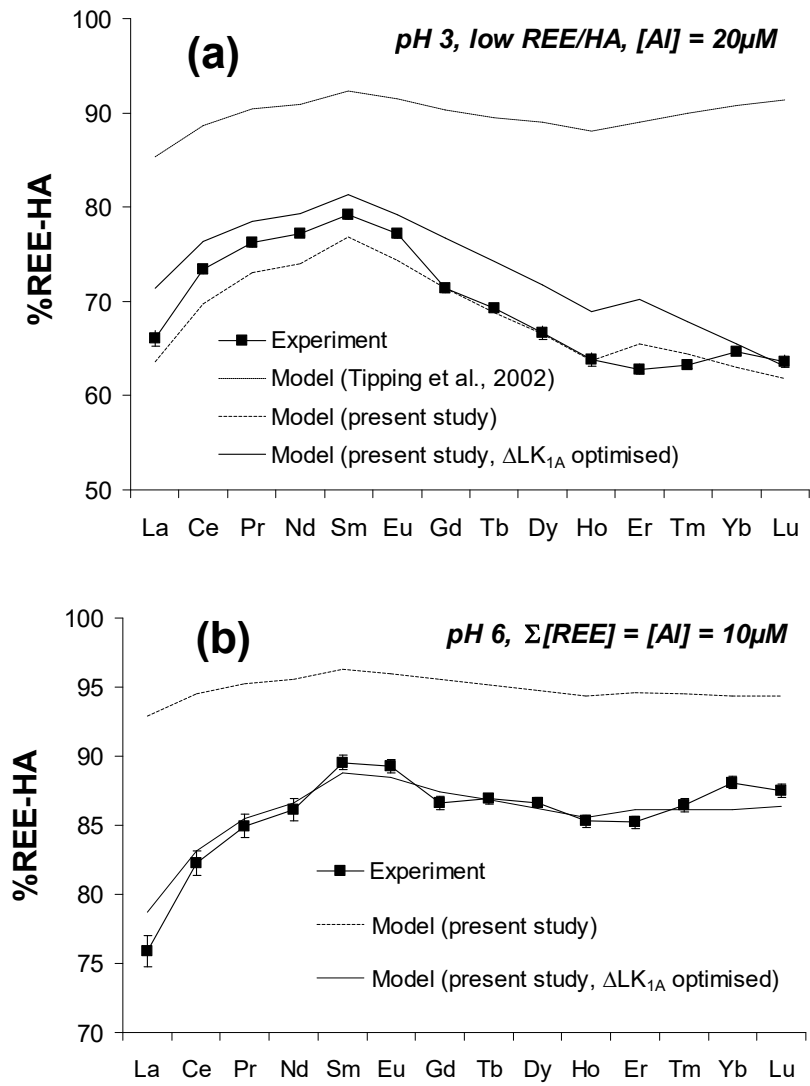 100
(a)
pH 3, low REE/HA, [Al] = 20µM
90
80
70
60
50
%REE-HA
Experiment
Model (Tipping et al., 2002)
Model (present study)
Model (present study, ΔLK1A optimised)
La Ce Pr Nd Sm Eu Gd Tb Dy Ho Er Tm Yb Lu
100
(b)
pH 6, Σ[REE] = [Al] = 10µM
95
90
85
80
75
70
%REE-HA
Experiment
Model (present study)
Model (present study, ΔLK1A optimised)
La Ce Pr Nd Sm Eu Gd Tb Dy Ho Er Tm Yb Lu